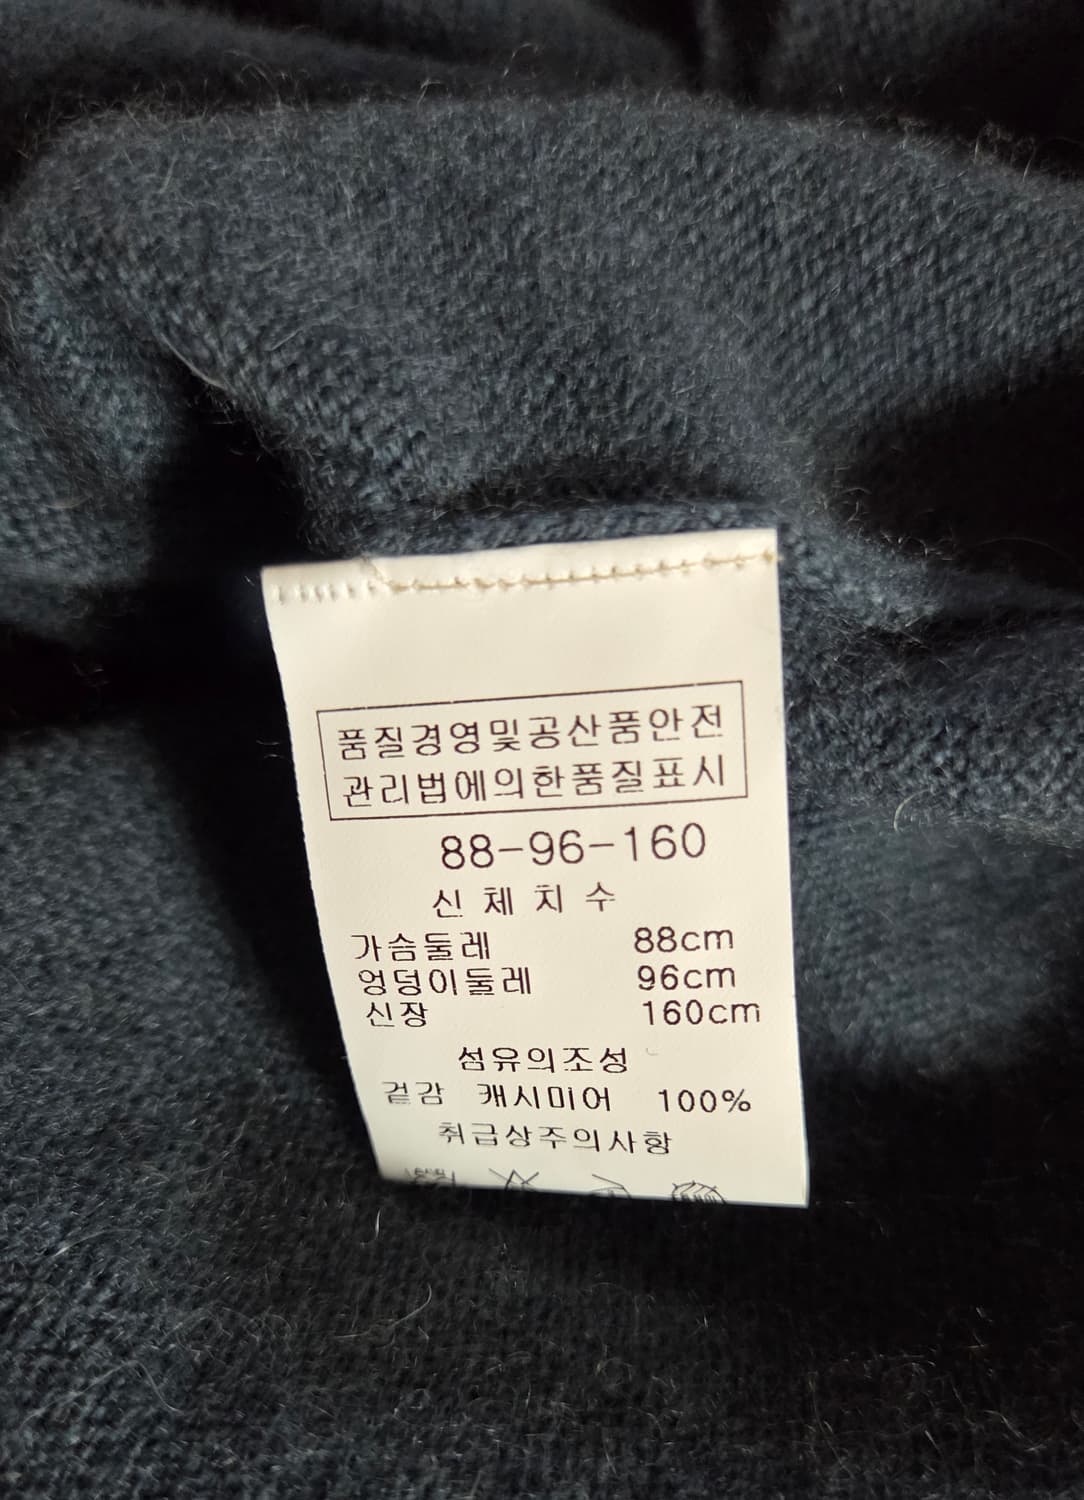 품질경영및공산품안전
관리법에의한품질표시
88-96-160
신체치수
가슴둘레 88cm
엉덩이둘레 96cm
신장 160cm
섬유의조성
겉감 캐시미어 100%
취급상주의사항